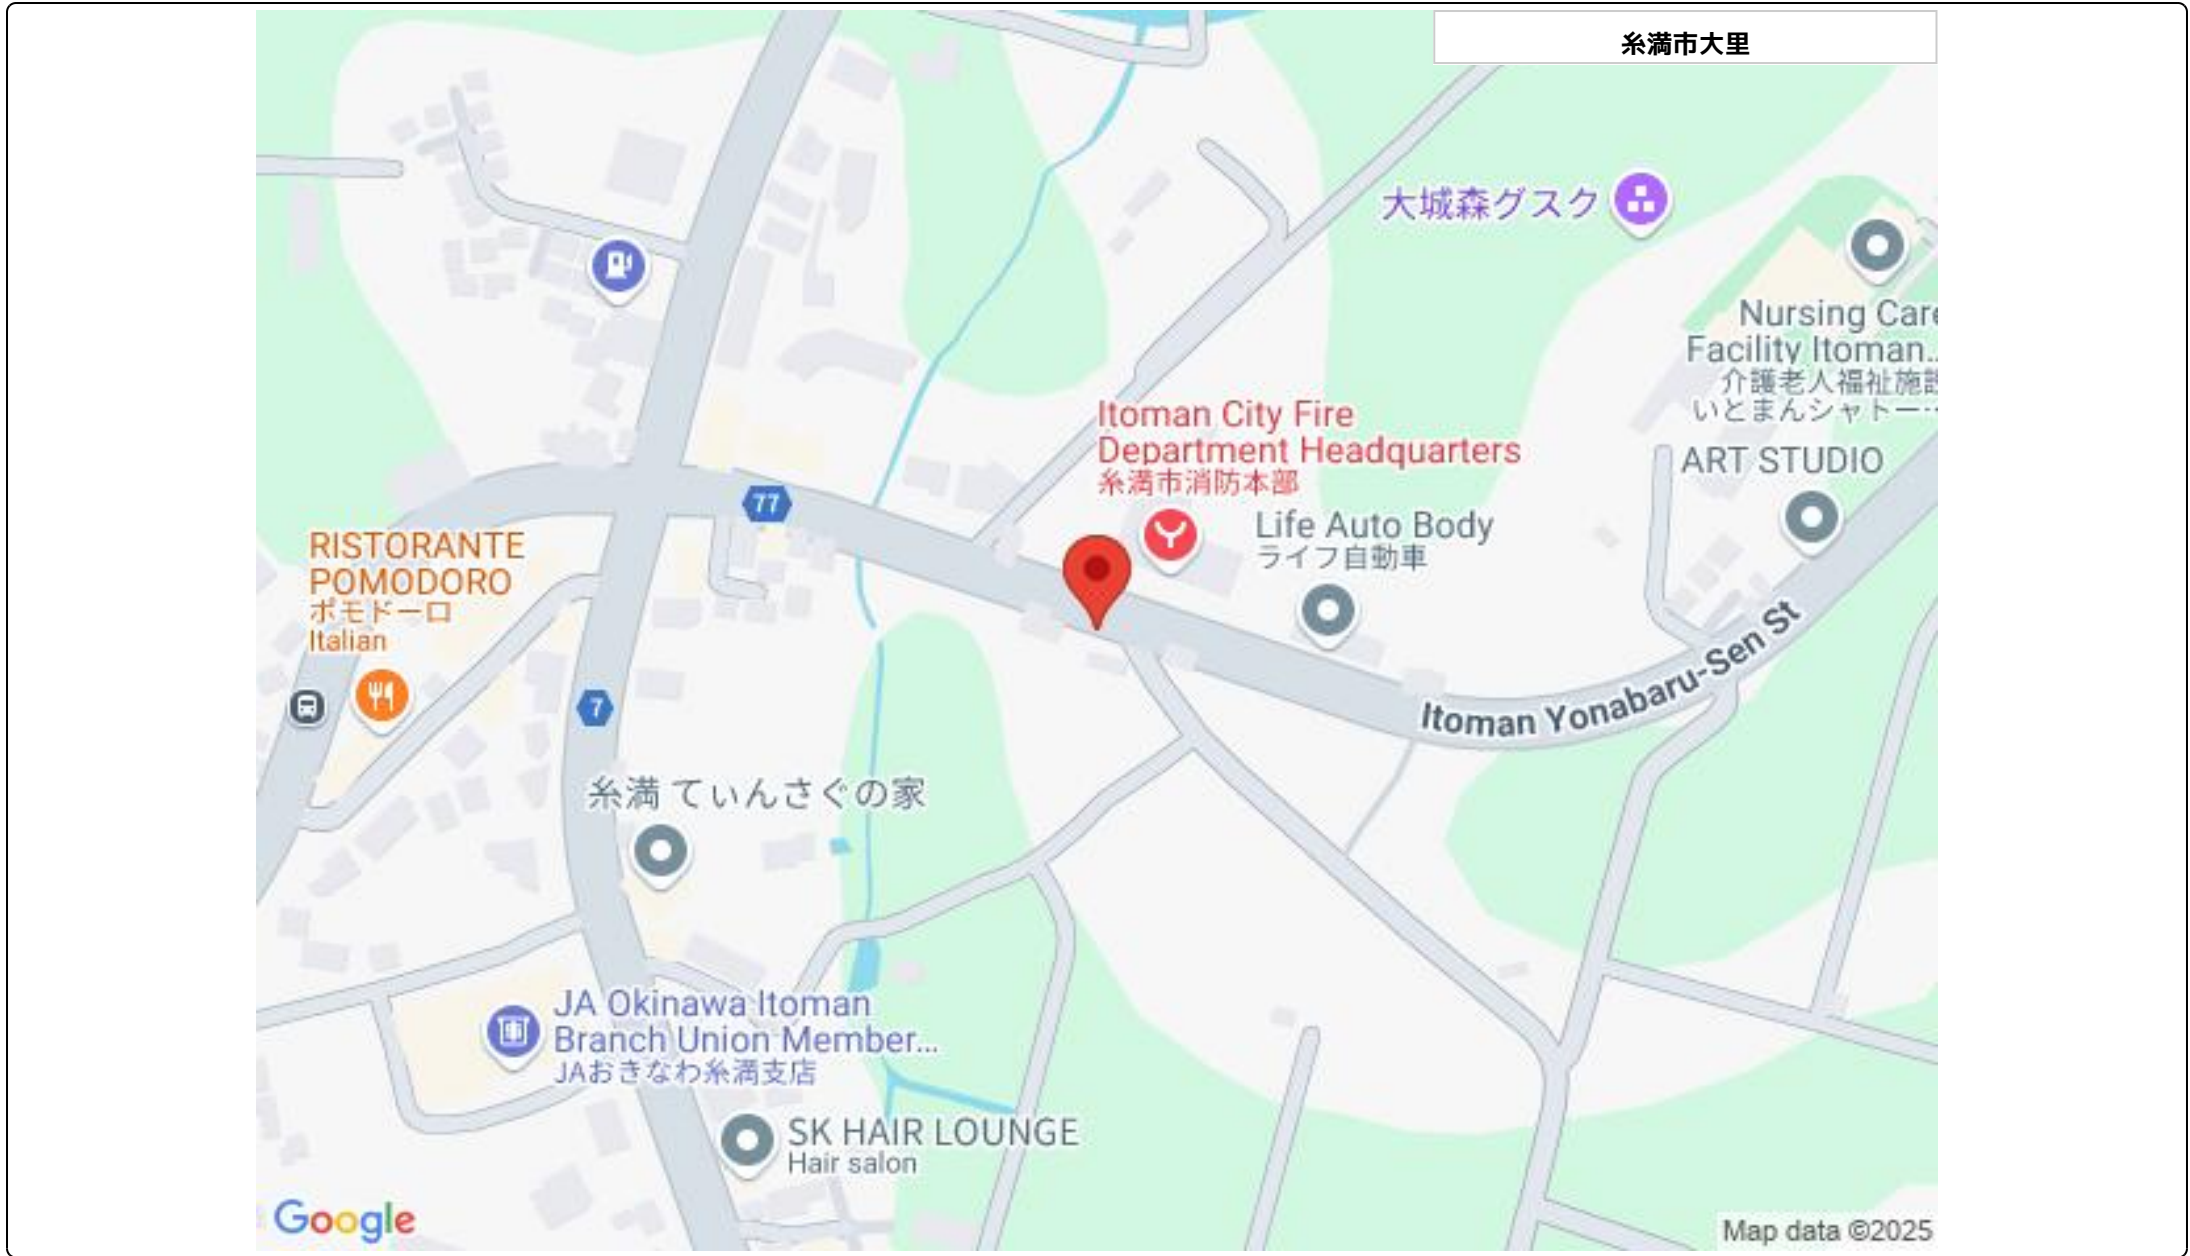 糸満市大里
大城森グスク
Nursing Care
Facility Itoman...
介護老人福祉施設
いとまんシャトー…
Itoman City Fire
Department Headquarters
糸満市消防本部
ART STUDIO
77
Life Auto Body
ライフ自動車
RISTORANTE
POMODORO
ポモドーロ
Italian
Itoman Yonabaru-Sen St
7
糸満 てぃんさぐの家
JA Okinawa Itoman
Branch Union Member...
JAおきなわ糸満支店
SK HAIR LOUNGE
Hair salon
Google
Map data ©2025